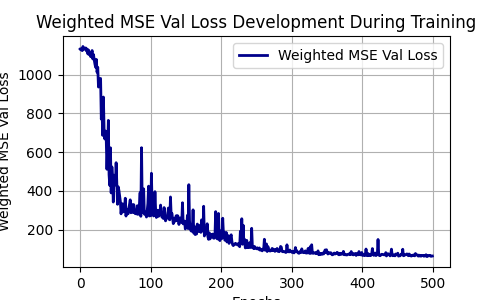 Weighted MSE Val Loss Development During Training
Weighted MSE Val Loss
Weighted MSE Val Loss
1000
800
600
400
200
0 100 200 300 400 500
Epochs